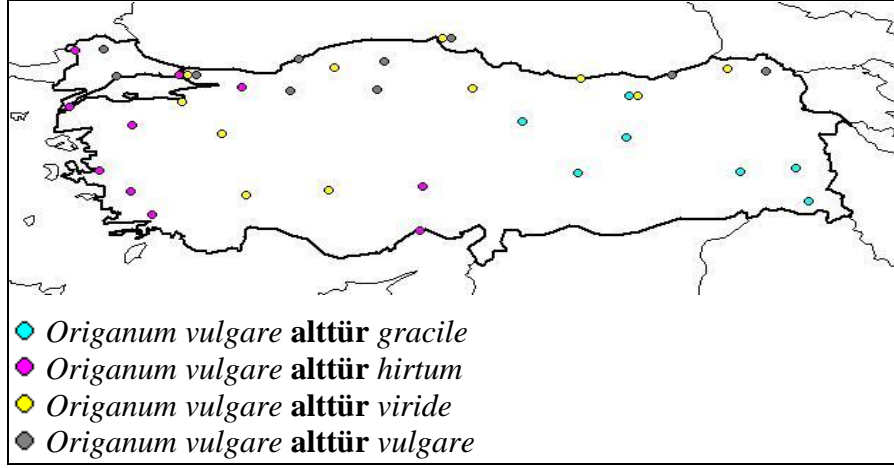 Origanum vulgare alttür gracile
Origanum vulgare alttür hirtum
Origanum vulgare alttür viride
Origanum vulgare alttür vulgare